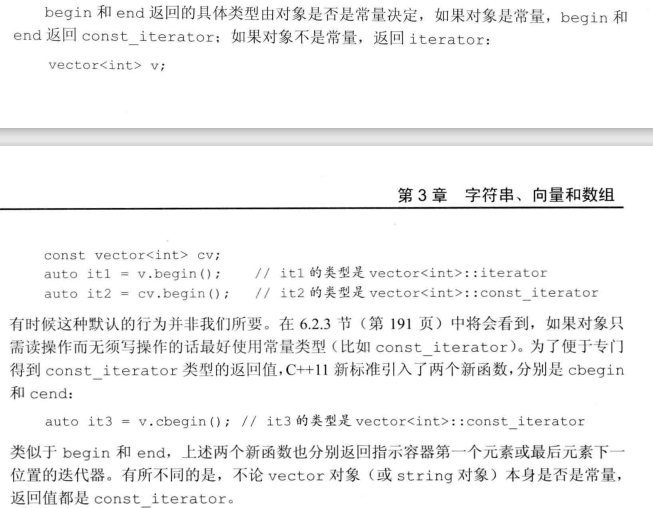 begin 和 end 返回的具体类型由对象是否是常量决定，如果对象是常量，begin 和
end 返回 const_iterator；如果对象不是常量，返回 iterator：
vector<int> v;
第 3 章 字符串、向量和数组
const vector<int> cv;
auto it1 = v.begin(); // it1 的类型是 vector<int>::iterator
auto it2 = cv.begin(); // it2 的类型是 vector<int>::const_iterator
有时候这种默认的行为并非我们所要。在 6.2.3 节（第 191 页）中将会看到，如果对象只
需读操作而无须写操作的话最好使用常量类型（比如 const_iterator）。为了便于专门
得到 const_iterator 类型的返回值，C++11 新标准引入了两个新函数，分别是 cbegin
和 cend：
auto it3 = v.cbegin(); // it3 的类型是 vector<int>::const_iterator
类似于 begin 和 end，上述两个新函数也分别返回指示容器第一个元素或最后元素下一
位置的迭代器。有所不同的是，不论 vector 对象（或 string 对象）本身是否是常量，
返回值都是 const_iterator。